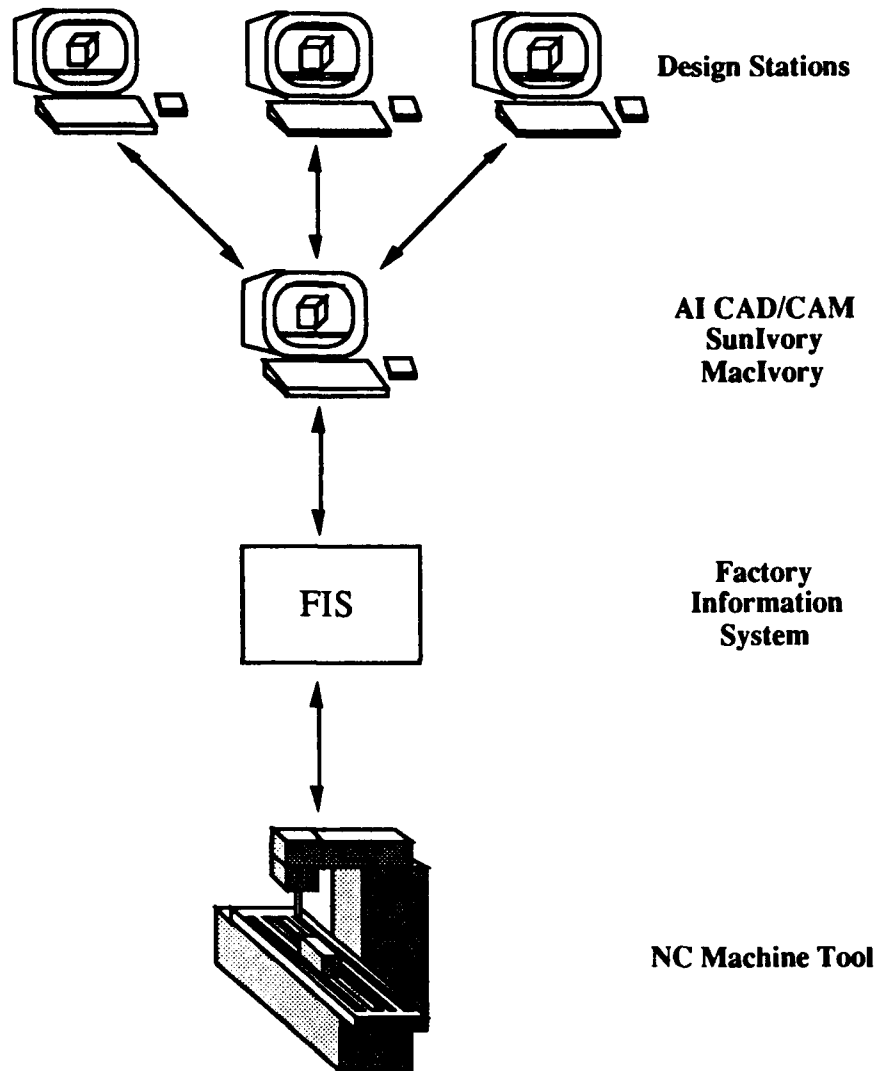 Design Stations
AI CAD/CAM
SunIvory
MacIvory
FIS
Factory
Information
System
NC Machine Tool